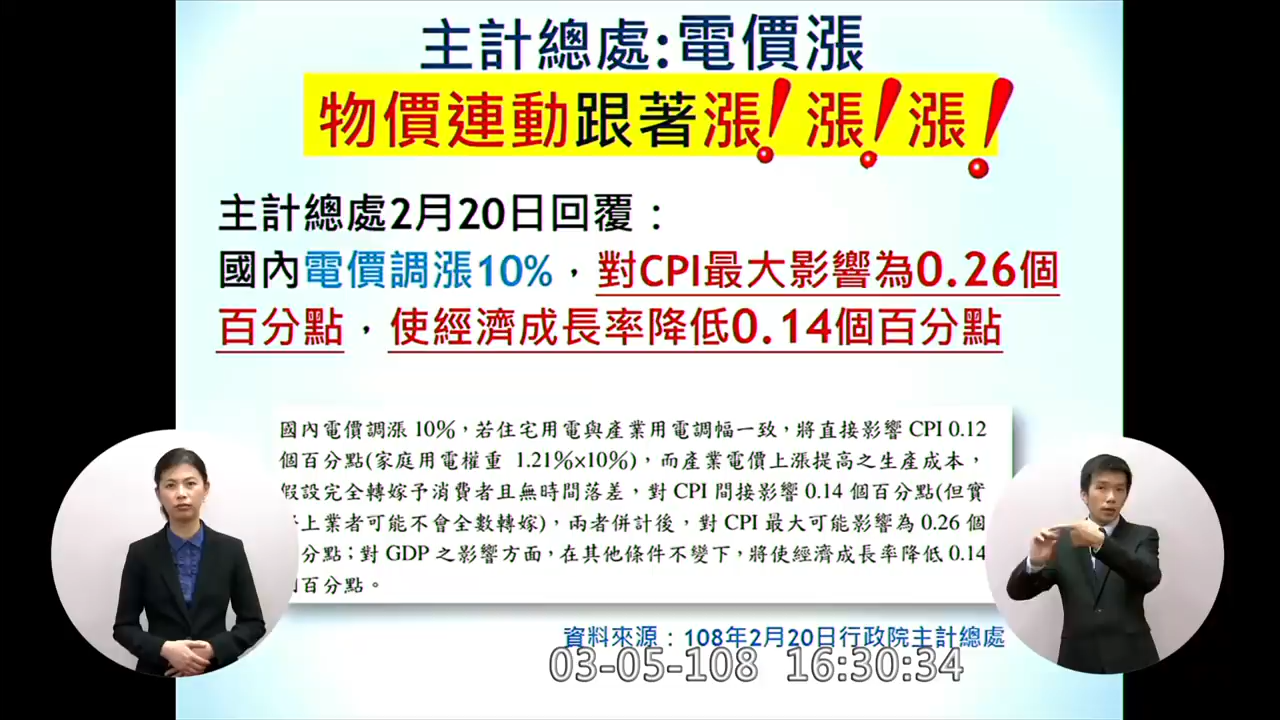 主計總處:電價漲
物價連動跟著漲!漲!漲!
主計總處2月20日回覆：
國內電價調漲10%，對CPI最大影響為0.26個
百分點，使經濟成長率降低0.14個百分點
國內電價調漲 10%，若住宅用電與產業用電調幅一致，將直接影響 CPI 0.12
個百分點(家庭用電權重 1.21%×10%)，而產業電價上漲提高之生產成本，
假設完全轉嫁予消費者且無時間落差，對 CPI 間接影響 0.14 個百分點(但實
上業者可能不會全數轉嫁)，兩者併計後，對 CPI 最大可能影響為 0.26 個
分點；對 GDP 之影響方面，在其他條件不變下，將使經濟成長率降低 0.14
百分點。
資料來源：108年2月20日行政院主計總處
03-05-108 16:30:34